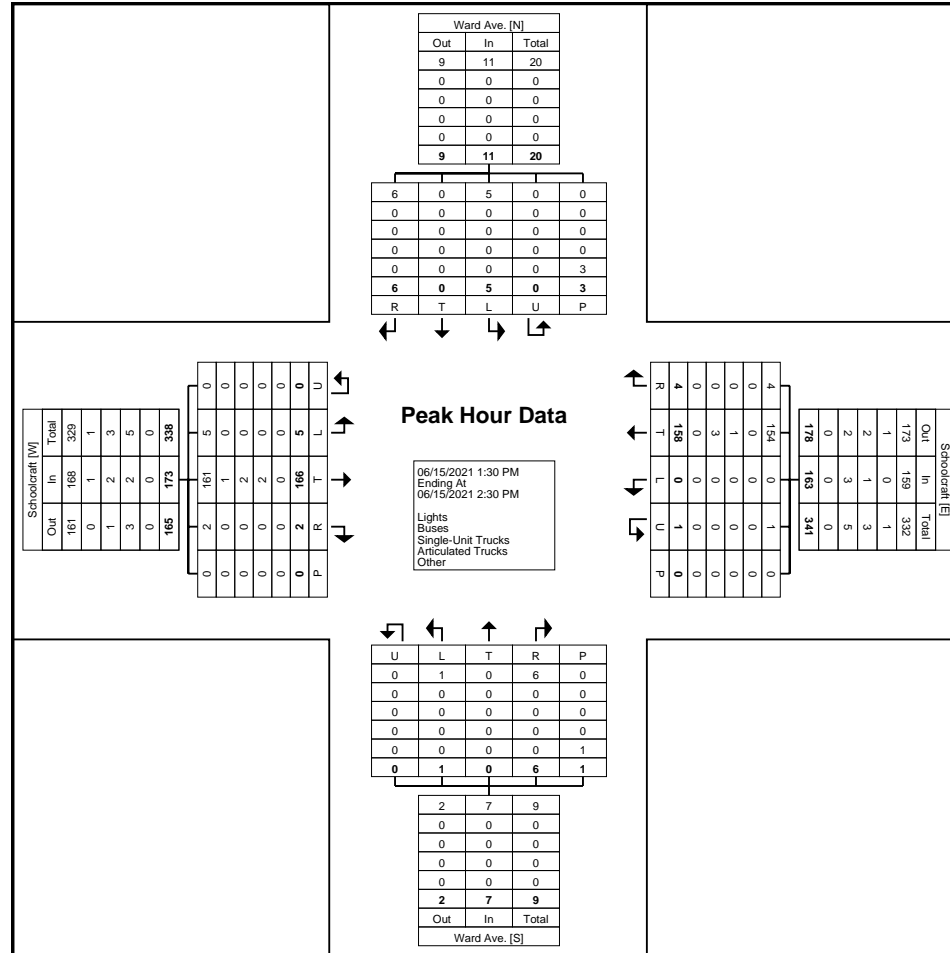 Ward Ave. [N]
Out In Total
9 11 20
0 0 0
0 0 0
0 0 0
0 0 0
9 11 20
6 0 5 0 0
0 0 0 0 0
0 0 0 0 0
0 0 0 0 0
0 0 0 0 3
6 0 5 0 3
R T L U P
U L T R P
0 5 166 2 0
0 0 0 0 0
0 0 2 0 0
0 0 2 0 0
0 0 1 0 0
0 5 161 2 0
338 173 165
0 0 0
5 2 3
3 2 1
1 1 0
329 168 161
Total In Out
Schoolcraft [W]
Peak Hour Data
06/15/2021 1:30 PM
Ending At
06/15/2021 2:30 PM
Lights
Buses
Single-Unit Trucks
Articulated Trucks
Other
Schoolcraft [E]
Out In Total
173 159 332
1 0 1
2 1 3
2 3 5
0 0 0
178 163 341
4 154 0 1 0
0 0 0 0 0
0 1 0 0 0
0 3 0 0 0
0 0 0 0 0
4 158 0 1 0
R T L U P
U L T R P
0 1 0 6 0
0 0 0 0 0
0 0 0 0 0
0 0 0 0 0
0 0 0 0 1
0 1 0 6 1
2 7 9
0 0 0
0 0 0
0 0 0
0 0 0
2 7 9
Out In Total
Ward Ave. [S]